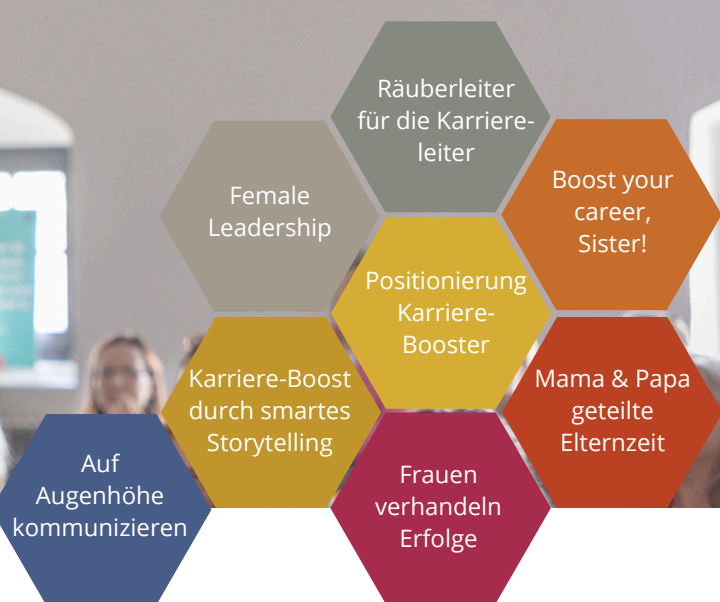 Räuberleiter
für die Karriere-
leiter
Female
Leadership
Boost your
career,
Sister!
Positionierung
Karriere-
Booster
Karriere-Boost
durch smartes
Storytelling
Mama & Papa
geteilte
Elternzeit
Auf
Augenhöhe
kommunizieren
Frauen
verhandeln
Erfolge